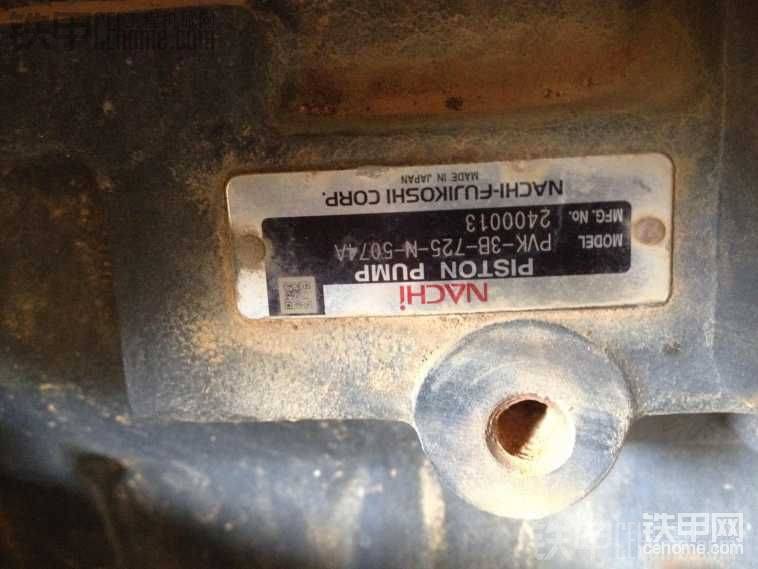 NACHi
PISTON PUMP
MODEL PVK-3B-725-N-5074A
MFG. No. 2400013
NACHI-FUJIKOSHI CORP.
MADE IN JAPAN
铁甲网
cehome.com